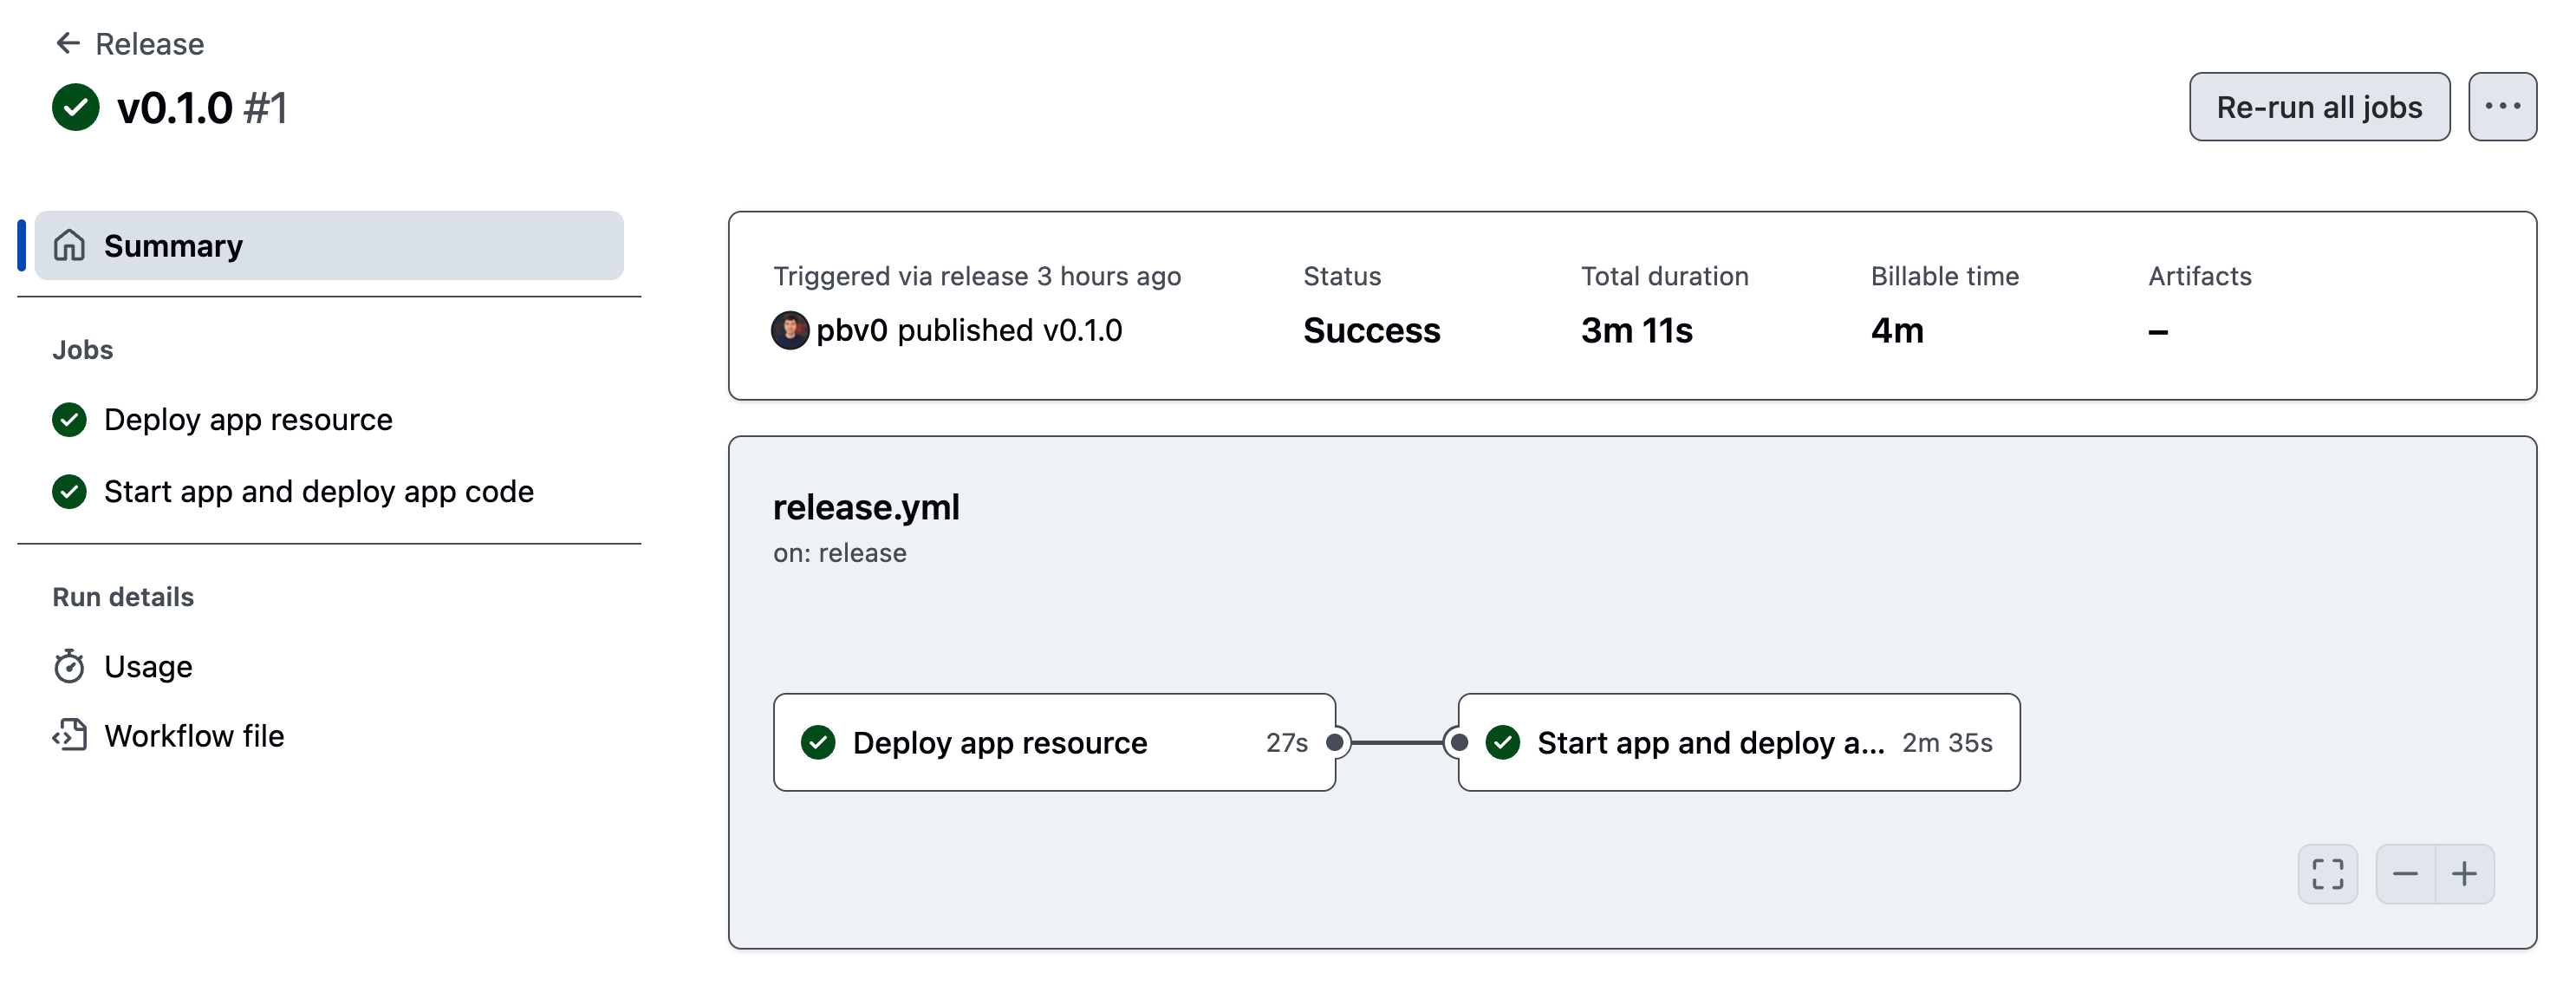 Release
v0.1.0 #1
Re-run all jobs
Summary
Jobs
Deploy app resource
Start app and deploy app code
Run details
Usage
Workflow file
Triggered via release 3 hours ago
pbv0 published v0.1.0
Status
Success
Total duration
3m 11s
Billable time
4m
Artifacts
–
release.yml
on: release
Deploy app resource 27s
Start app and deploy a... 2m 35s